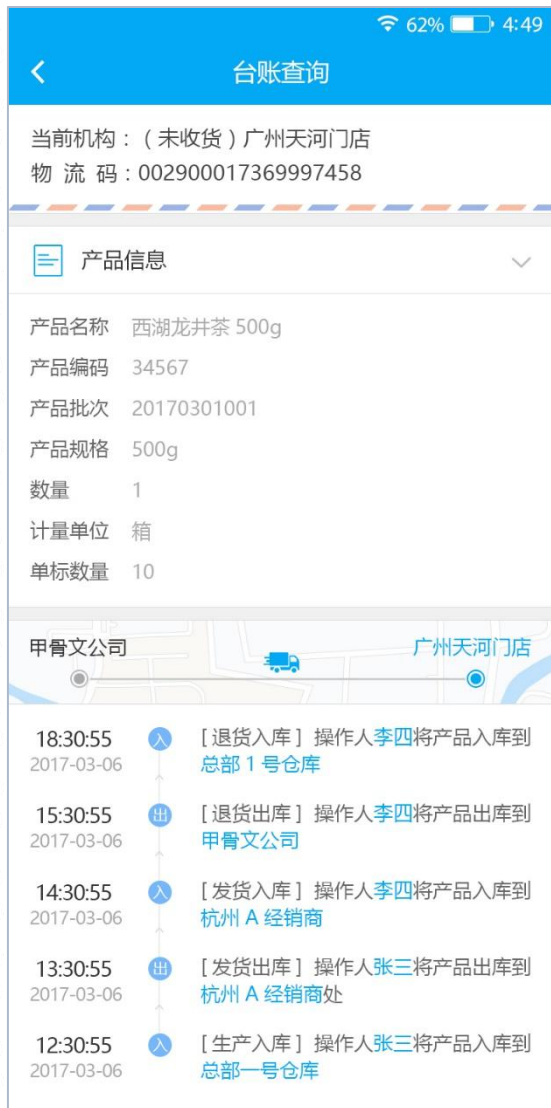 62% 4:49
台账查询
当前机构：（未收货）广州天河门店
物 流 码：002900017369997458
产品信息
产品名称 西湖龙井茶 500g
产品编码 34567
产品批次 20170301001
产品规格 500g
数量 1
计量单位 箱
单标数量 10
甲骨文公司 广州天河门店
18:30:55 入 [ 退货入库 ] 操作人李四将产品入库到
2017-03-06 总部 1 号仓库
15:30:55 出 [ 退货出库 ] 操作人李四将产品出库到
2017-03-06 甲骨文公司
14:30:55 入 [ 发货入库 ] 操作人李四将产品入库到
2017-03-06 杭州 A 经销商
13:30:55 出 [ 发货出库 ] 操作人张三将产品出库到
2017-03-06 杭州 A 经销商处
12:30:55 入 [ 生产入库 ] 操作人张三将产品入库到
2017-03-06 总部一号仓库